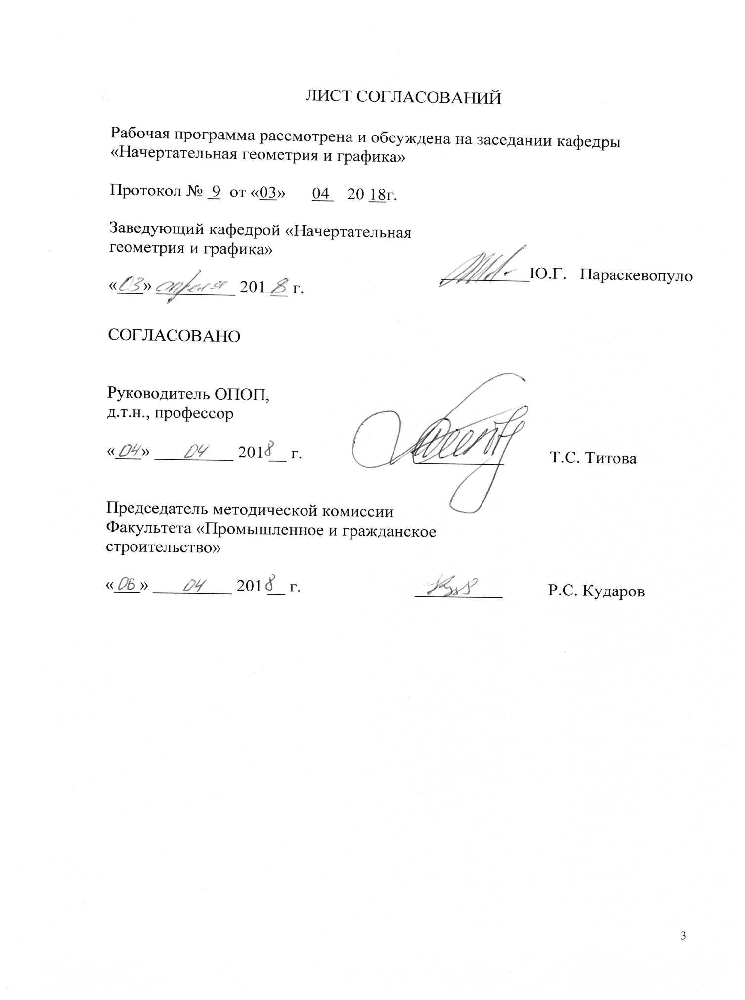 ЛИСТ СОГЛАСОВАНИЙ
Рабочая программа рассмотрена и обсуждена на заседании кафедры
«Начертательная геометрия и графика»
Протокол № 9 от «03» 04 20 18г.
Заведующий кафедрой «Начертательная
геометрия и графика»
«03» апреля 2018 г. Ю.Г. Параскевопуло
СОГЛАСОВАНО
Руководитель ОПОП,
д.т.н., профессор
«04» 04 2018 г. Т.С. Титова
Председатель методической комиссии
Факультета «Промышленное и гражданское
строительство»
«06» 04 2018 г. Р.С. Кударов
3